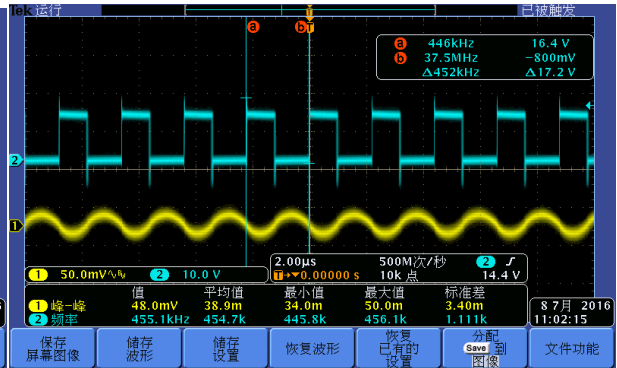 Tek 运行 T 已被触发
a b T
a 446kHz 16.4 V
b 37.5MHz −800mV
Δ452kHz Δ17.2 V
2
1
1 50.0mV 2 10.0 V
2.00µs 500M次/秒 2
T→▼0.00000 s 10k 点 14.4 V
值 平均值 最小值 最大值 标准差
1 峰−峰 48.0mV 38.9m 34.0m 50.0m 3.40m
2 频率 455.1kHz 454.7k 445.8k 456.1k 1.111k
8 7月 2016
11:02:15
保存
屏幕图像
储存
波形
储存
设置
恢复波形
恢复
已有的
设置
分配
Save 到
图像
文件功能